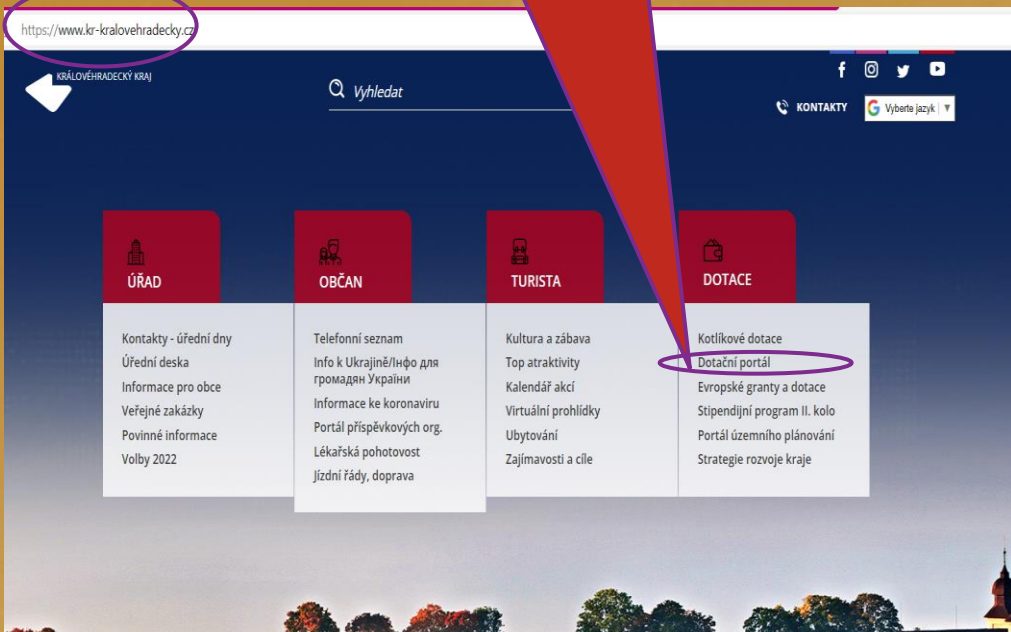 https://www.kr-kralovehradecky.cz
KRÁLOVÉHRADECKÝ KRAJ
Vyhledat
KONTAKTY
G Vyberte jazyk
ÚŘAD
Kontakty - úřední dny
Úřední deska
Informace pro obce
Veřejné zakázky
Povinné informace
Volby 2022
OBČAN
Telefonní seznam
Info k Ukrajině/Інфо для
громадян України
Informace ke koronaviru
Portál příspěvkových org.
Lékařská pohotovost
Jízdní řády, doprava
TURISTA
Kultura a zábava
Top atraktivity
Kalendář akcí
Virtuální prohlídky
Ubytování
Zajímavosti a cíle
DOTACE
Kotlíkové dotace
Dotační portál
Evropské granty a dotace
Stipendijní program II. kolo
Portál územního plánování
Strategie rozvoje kraje